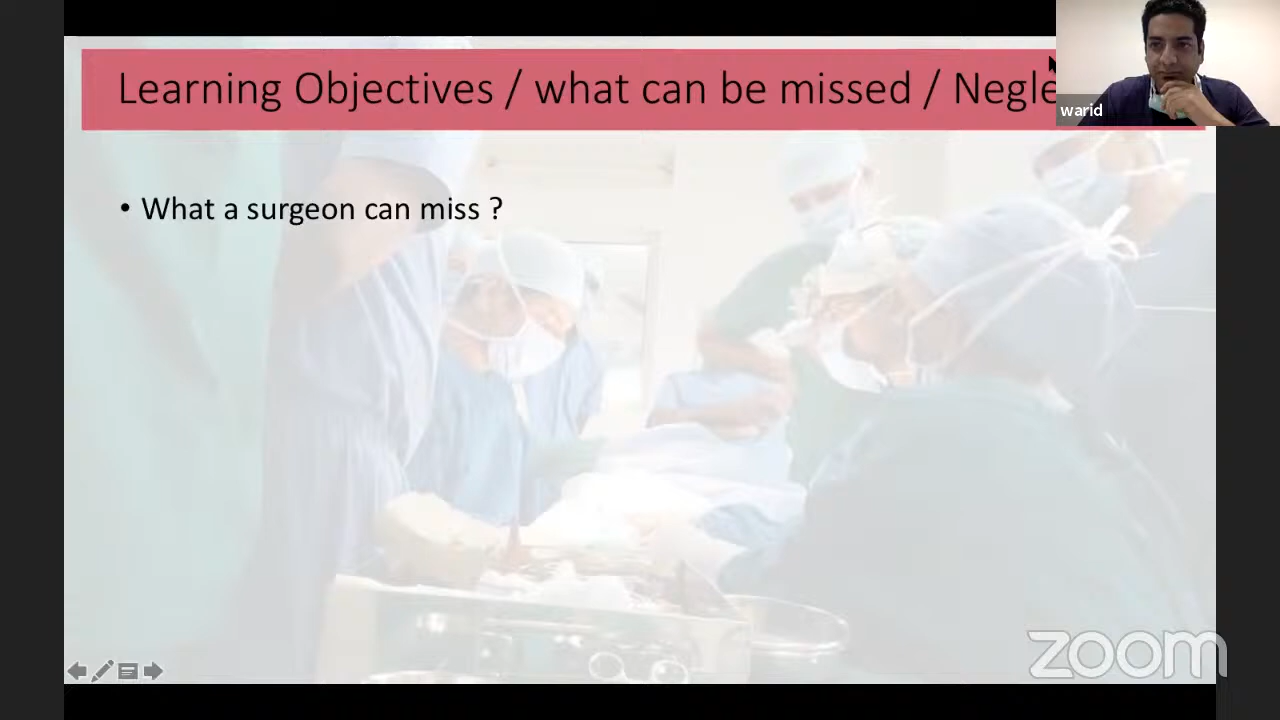 Learning Objectives / what can be missed / Negle
warid
• What a surgeon can miss ?
zoom